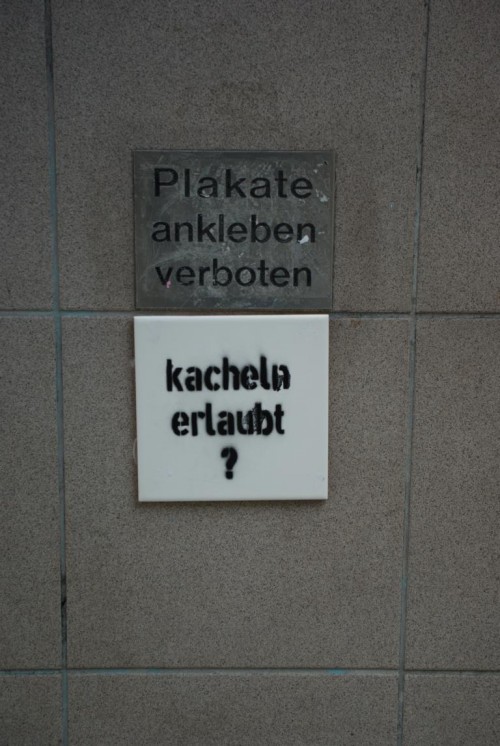 Plakate
ankleben
verboten
kacheln
erlaubt
?